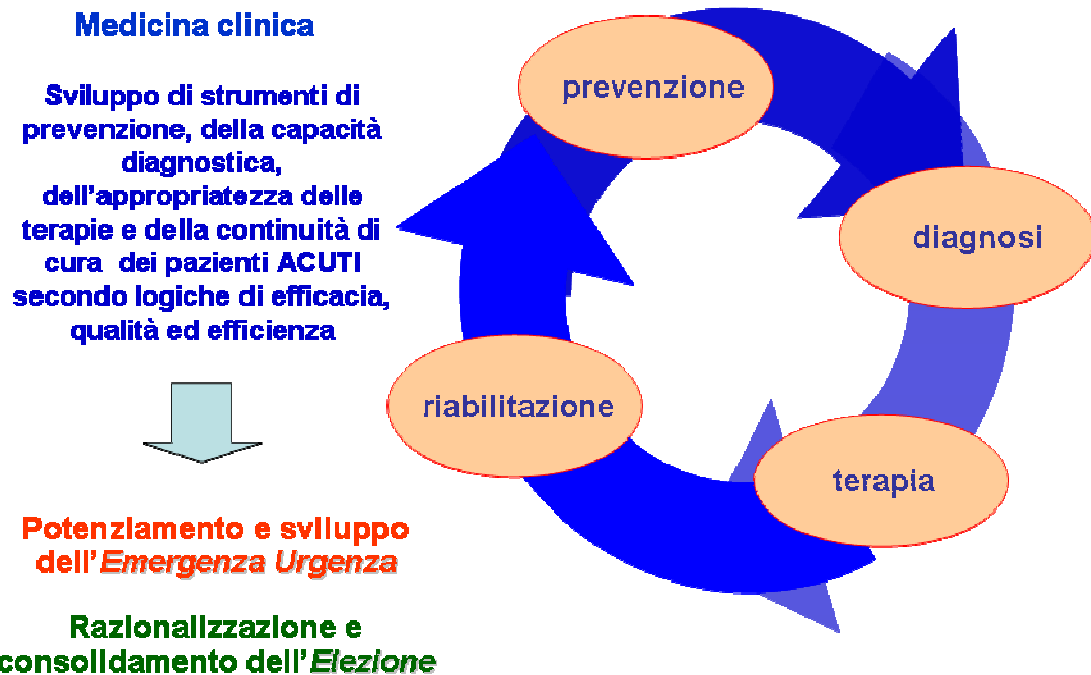 Medicina clinica
Sviluppo di strumenti di
prevenzione, della capacità
diagnostica,
dell'appropriatezza delle
terapie e della continuità di
cura dei pazienti ACUTI
secondo logiche di efficacia,
qualità ed efficienza
Potenziamento e sviluppo
dell'Emergenza Urgenza
Razionalizzazione e
consolidamento dell'Elezione
prevenzione
diagnosi
terapia
riabilitazione